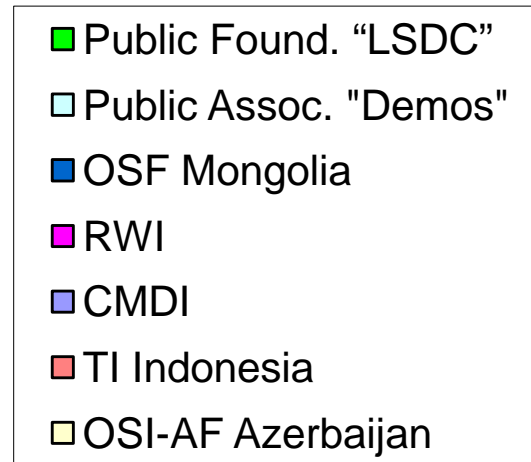 Public Found. “LSDC”
Public Assoc. "Demos"
OSF Mongolia
RWI
CMDI
TI Indonesia
OSI-AF Azerbaijan